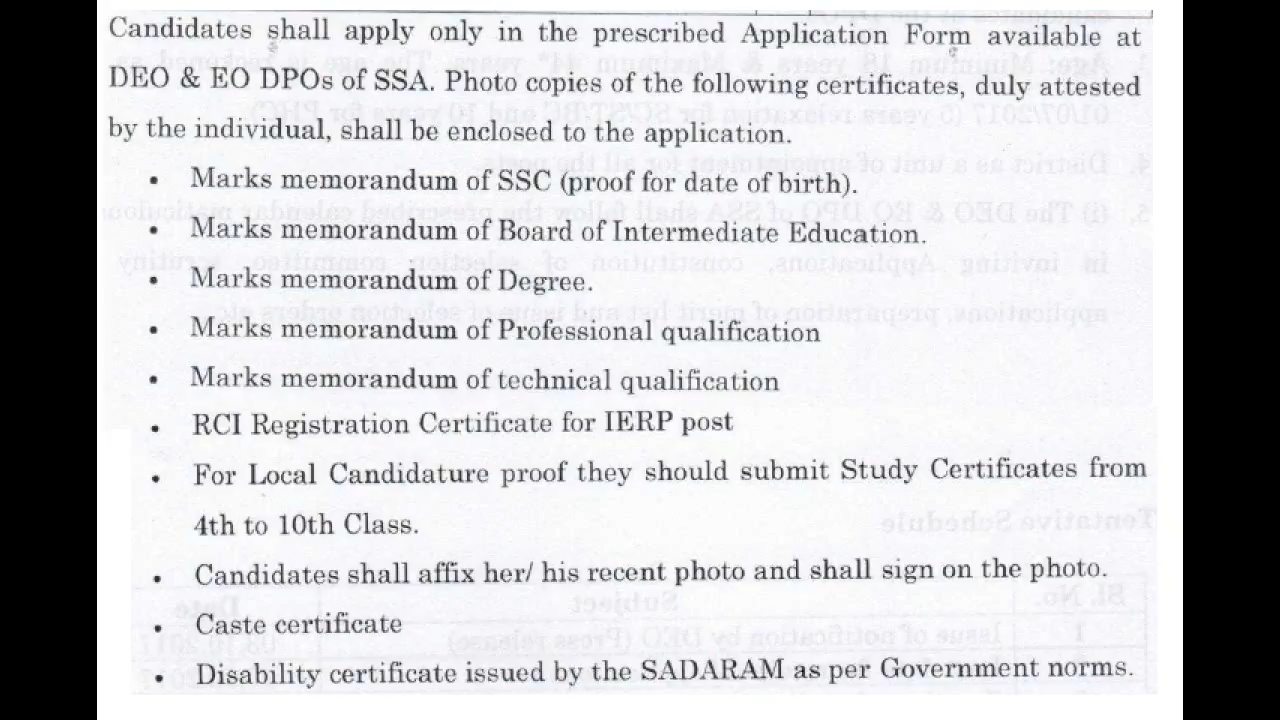 Candidates shall apply only in the prescribed Application Form available at
DEO & EO DPOs of SSA. Photo copies of the following certificates, duly attested
by the individual, shall be enclosed to the application.
• Marks memorandum of SSC (proof for date of birth).
• Marks memorandum of Board of Intermediate Education.
• Marks memorandum of Degree.
• Marks memorandum of Professional qualification
• Marks memorandum of technical qualification
• RCI Registration Certificate for IERP post
• For Local Candidature proof they should submit Study Certificates from
4th to 10th Class.
• Candidates shall affix her/ his recent photo and shall sign on the photo.
• Caste certificate
• Disability certificate issued by the SADARAM as per Government norms.